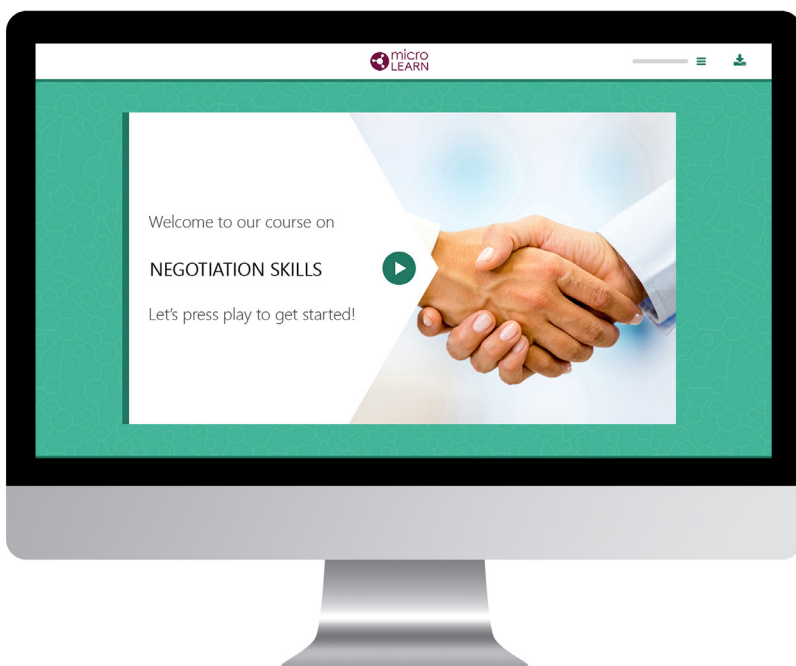 micro
LEARN
Welcome to our course on
NEGOTIATION SKILLS
Let's press play to get started!